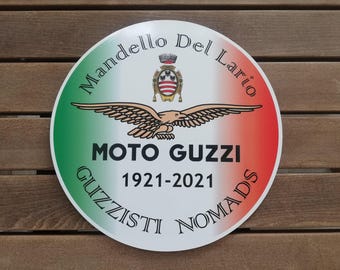 Mandello Del Lario
MOTO GUZZI
1921-2021
GUZZISTI NOMADS